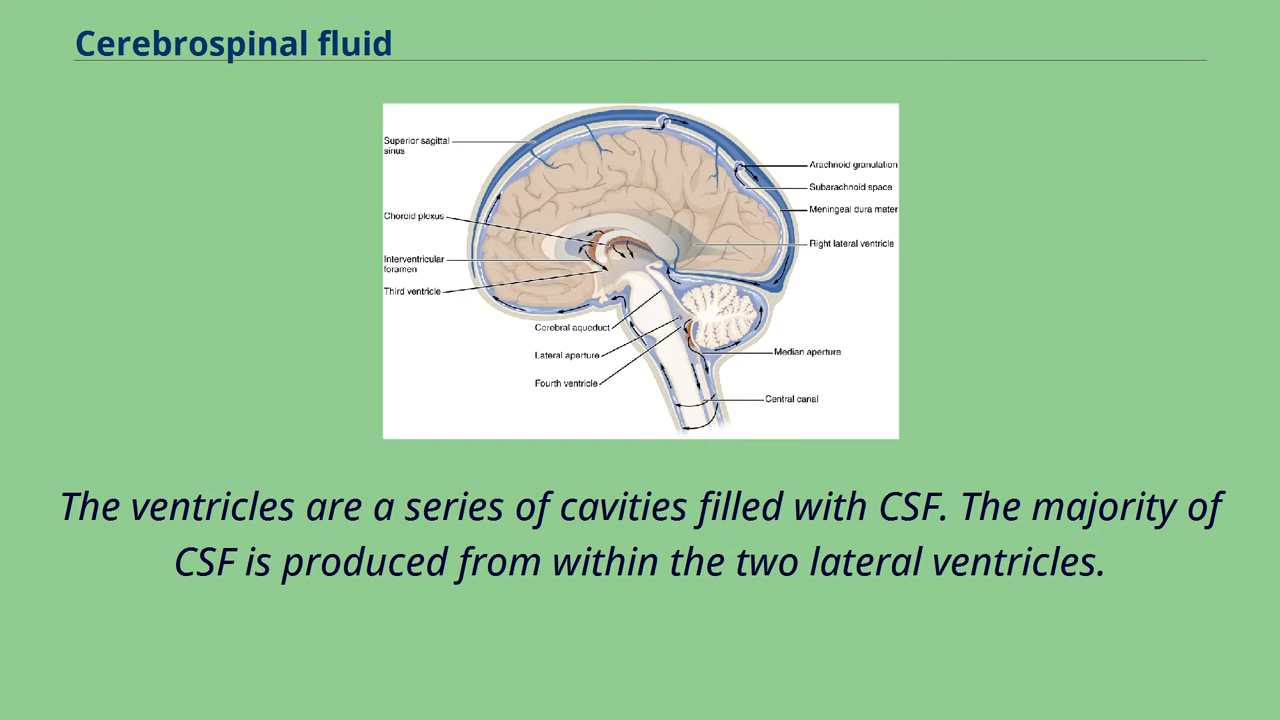 Cerebrospinal fluid
Superior sagittal
sinus
Choroid plexus
Interventricular
foramen
Third ventricle
Cerebral aqueduct
Lateral aperture
Fourth ventricle
Arachnoid granulation
Subarachnoid space
Meningeal dura mater
Right lateral ventricle
Median aperture
Central canal
The ventricles are a series of cavities filled with CSF. The majority of
CSF is produced from within the two lateral ventricles.